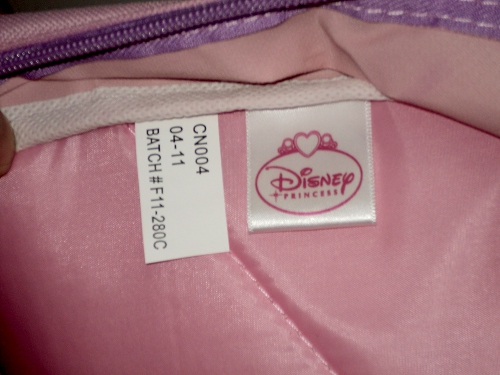 CN004
04-11
BATCH # F11-280C
Disney
PRINCESS